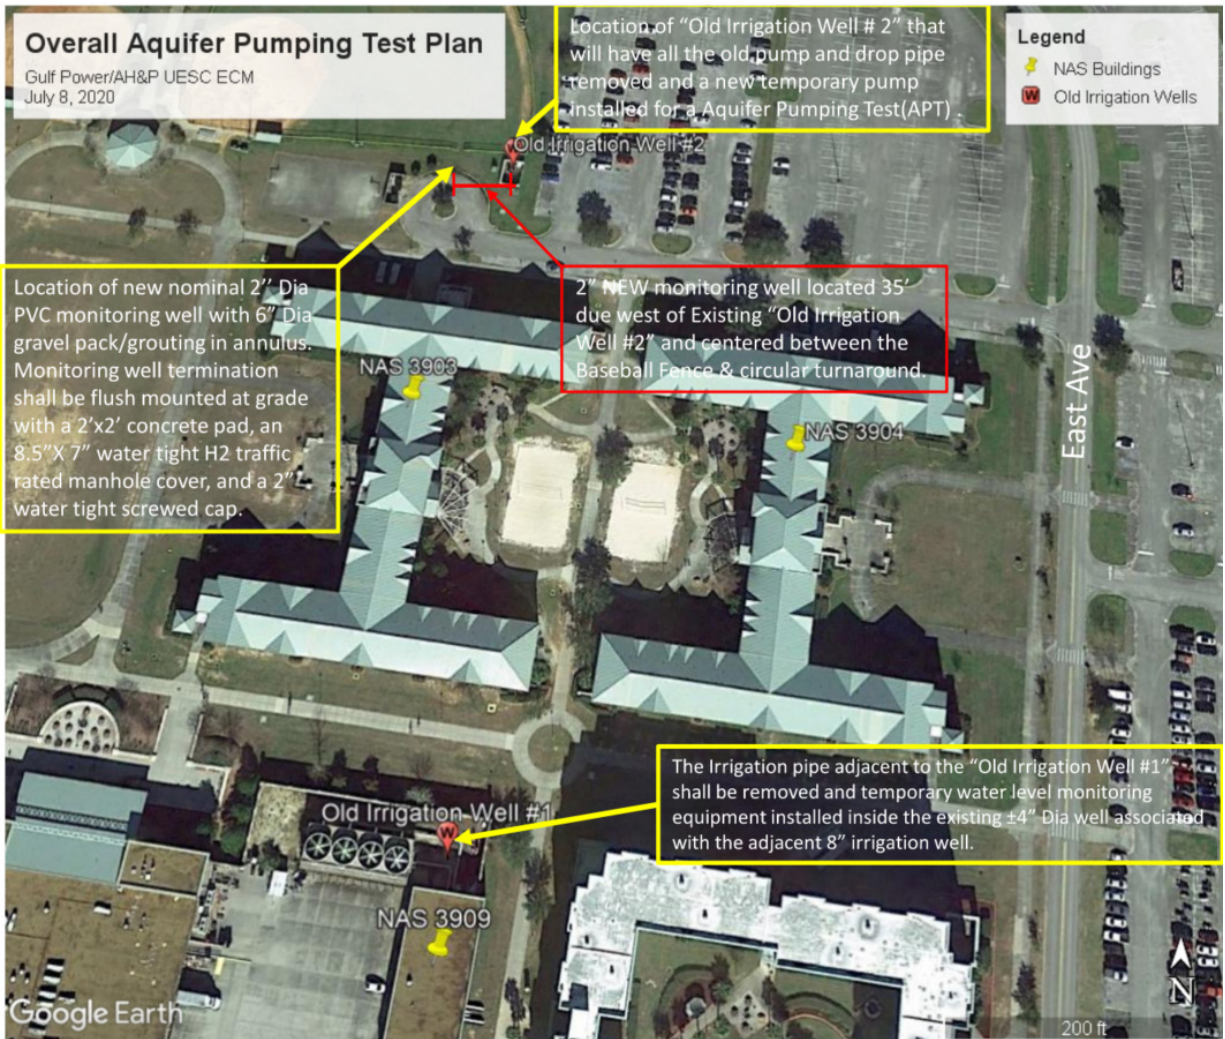 Overall Aquifer Pumping Test Plan
Gulf Power/AH&P UESC ECM
July 8, 2020
Location of “Old Irrigation Well # 2” that
will have all the old pump and drop pipe
removed and a new temporary pump
installed for a Aquifer Pumping Test(APT) .
Legend
NAS Buildings
W Old Irrigation Wells
Old Irrigation Well #2
Location of new nominal 2” Dia
PVC monitoring well with 6” Dia
gravel pack/grouting in annulus.
Monitoring well termination
shall be flush mounted at grade
with a 2’x2’ concrete pad, an
8.5”X 7” water tight H2 traffic
rated manhole cover, and a 2”
water tight screwed cap.
2” NEW monitoring well located 35’
due west of Existing “Old Irrigation
Well #2” and centered between the
Baseball Fence & circular turnaround.
NAS 3903
NAS 3904
East Ave
The Irrigation pipe adjacent to the “Old Irrigation Well #1”
shall be removed and temporary water level monitoring
equipment installed inside the existing ±4” Dia well associated
with the adjacent 8” irrigation well.
Old Irrigation Well #1
W
NAS 3909
Google Earth
N
200 ft